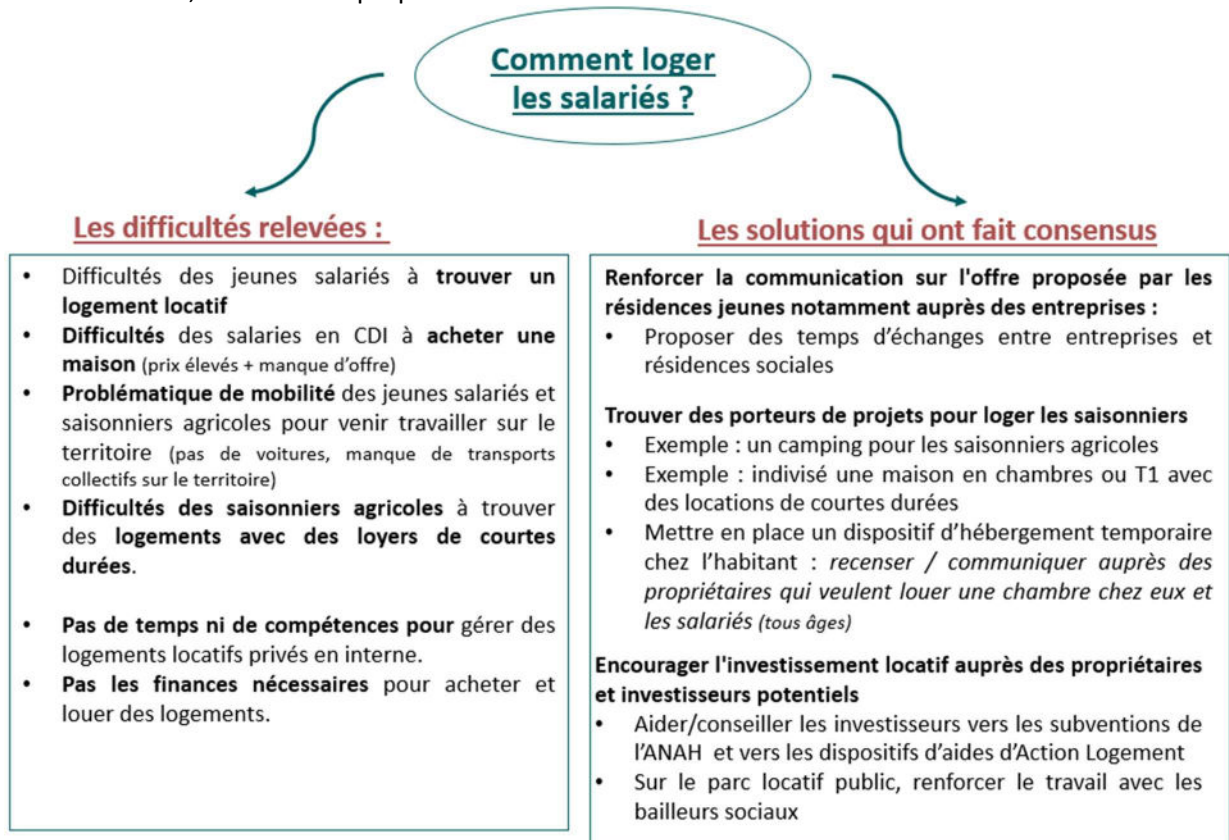 Comment loger
les salariés ?
Les difficultés relevées :
• Difficultés des jeunes salariés à trouver un
logement locatif
• Difficultés des salaries en CDI à acheter une
maison (prix élevés + manque d'offre)
• Problématique de mobilité des jeunes salariés et
saisonniers agricoles pour venir travailler sur le
territoire (pas de voitures, manque de transports
collectifs sur le territoire)
• Difficultés des saisonniers agricoles à trouver
des logements avec des loyers de courtes
durées.
• Pas de temps ni de compétences pour gérer des
logements locatifs privés en interne.
• Pas les finances nécessaires pour acheter et
louer des logements.
Les solutions qui ont fait consensus
Renforcer la communication sur l'offre proposée par les
résidences jeunes notamment auprès des entreprises :
• Proposer des temps d'échanges entre entreprises et
résidences sociales
Trouver des porteurs de projets pour loger les saisonniers
• Exemple : un camping pour les saisonniers agricoles
• Exemple : indivisé une maison en chambres ou T1 avec
des locations de courtes durées
• Mettre en place un dispositif d'hébergement temporaire
chez l'habitant : recenser / communiquer auprès des
propriétaires qui veulent louer une chambre chez eux et
les salariés (tous âges)
Encourager l'investissement locatif auprès des propriétaires
et investisseurs potentiels
• Aider/conseiller les investisseurs vers les subventions de
l'ANAH et vers les dispositifs d'aides d'Action Logement
• Sur le parc locatif public, renforcer le travail avec les
bailleurs sociaux